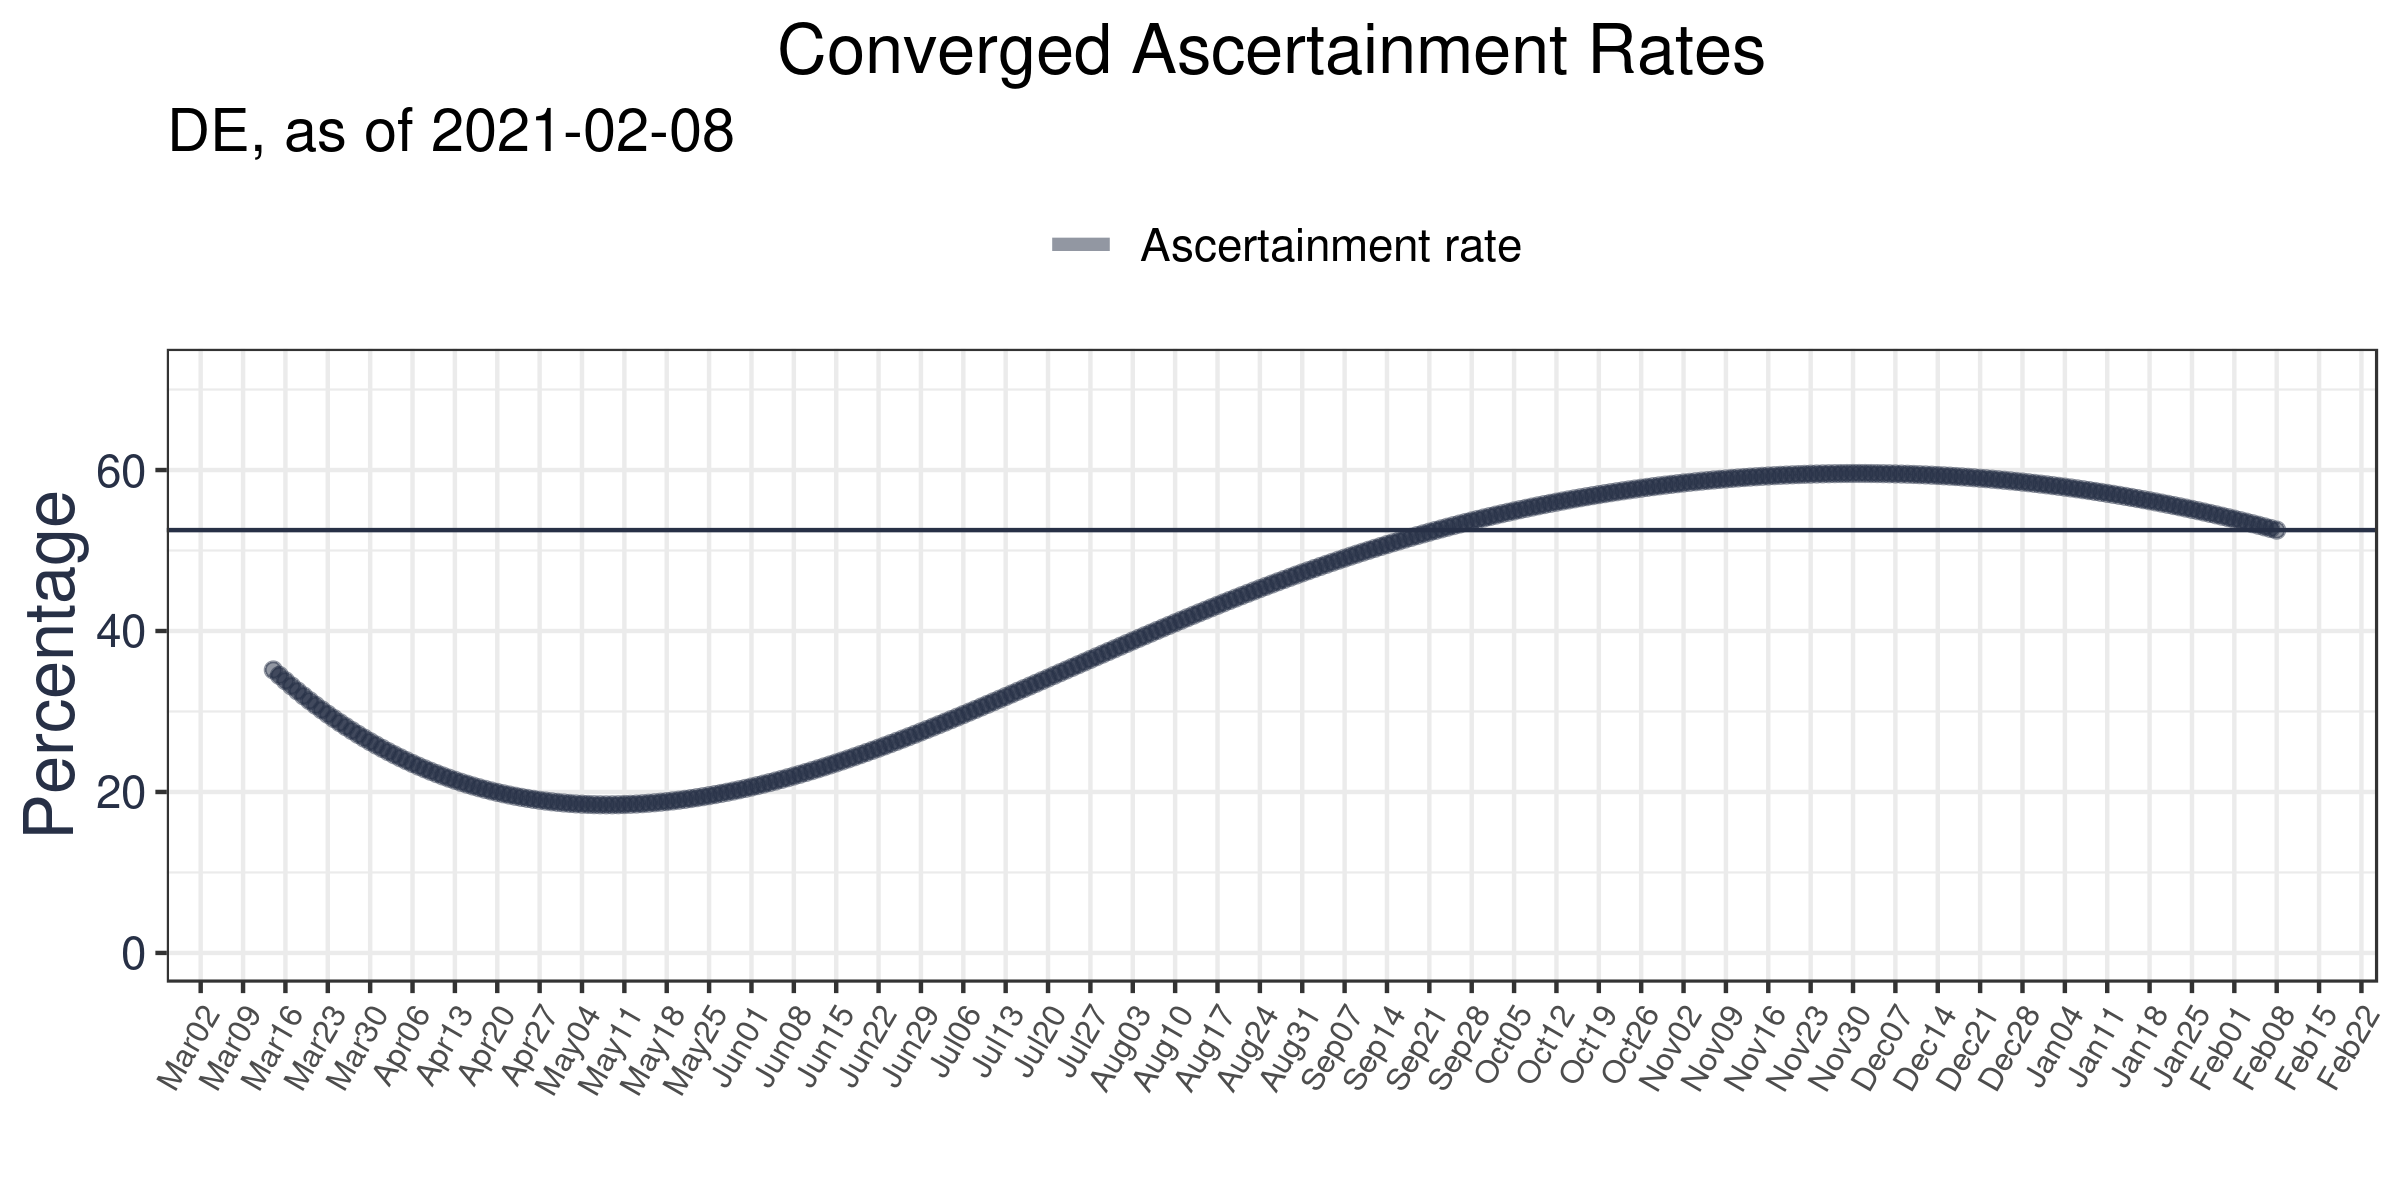 Converged Ascertainment Rates
DE, as of 2021-02-08
Ascertainment rate
Percentage
60
40
20
0
Mar02 Mar09 Mar16 Mar23 Mar30 Apr06 Apr13 Apr20 Apr27 May04 May11 May18 May25 Jun01 Jun08 Jun15 Jun22 Jun29 Jul06 Jul13 Jul20 Jul27 Aug03 Aug10 Aug17 Aug24 Aug31 Sep07 Sep14 Sep21 Sep28 Oct05 Oct12 Oct19 Oct26 Nov02 Nov09 Nov16 Nov23 Nov30 Dec07 Dec14 Dec21 Dec28 Jan04 Jan11 Jan18 Jan25 Feb01 Feb08 Feb15 Feb22